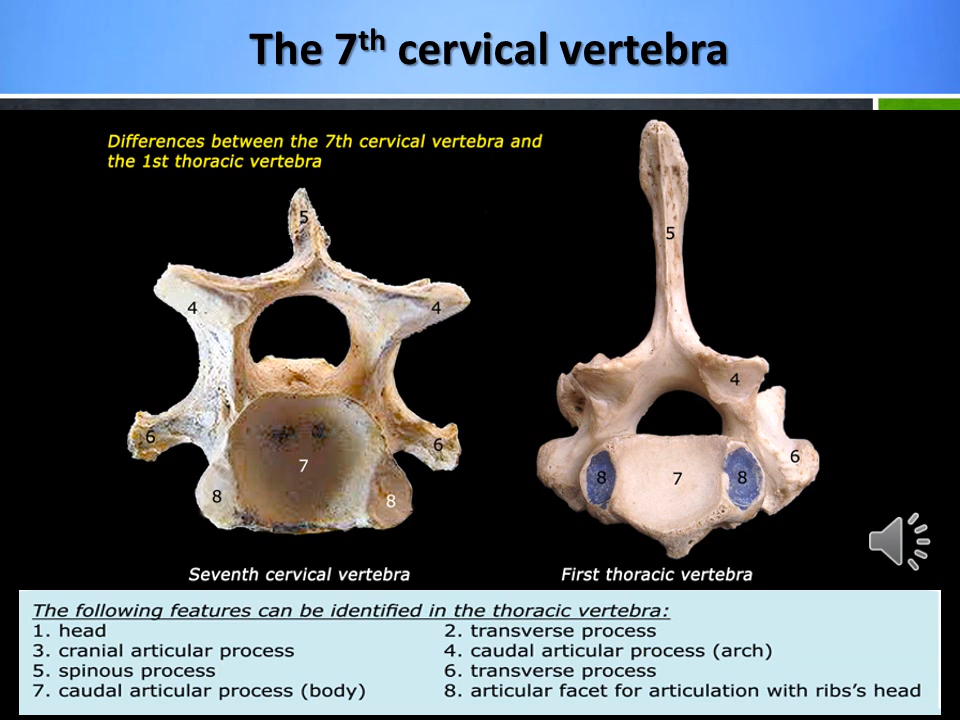 The 7th cervical vertebra
Differences between the 7th cervical vertebra and
the 1st thoracic vertebra
5
5
4
4
4
6
6
6
7
7
8
8
8
8
Seventh cervical vertebra
First thoracic vertebra
The following features can be identified in the thoracic vertebra:
1. head
2. transverse process
3. cranial articular process
4. caudal articular process (arch)
5. spinous process
6. transverse process
7. caudal articular process (body)
8. articular facet for articulation with ribs's head